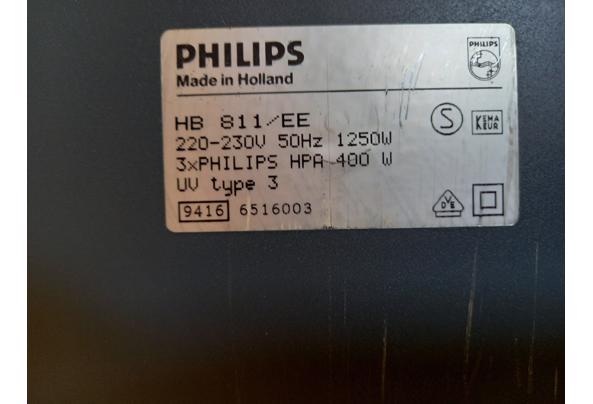 PHILIPS
Made in Holland
PHILIPS
HB 811/EE
220-230V 50Hz 1250W
3xPHILIPS HPA 400 W
UV type 3
9416 6516003
S
KEMA
KEUR
DVE